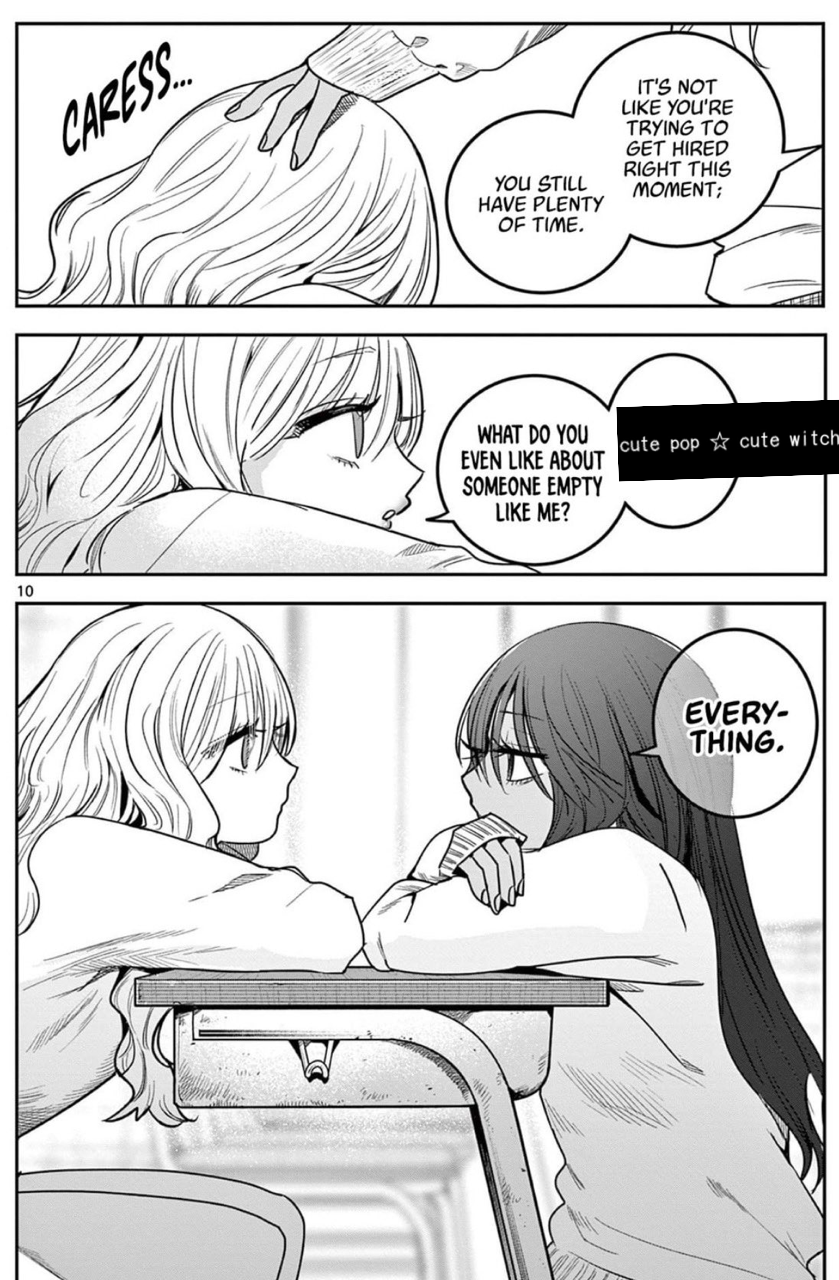 CARESS...
IT'S NOT
LIKE YOU'RE
TRYING TO
GET HIRED
RIGHT THIS
MOMENT;
YOU STILL
HAVE PLENTY
OF TIME.
cute pop ☆ cute witch
WHAT DO YOU
EVEN LIKE ABOUT
SOMEONE EMPTY
LIKE ME?
10
EVERY-
THING.